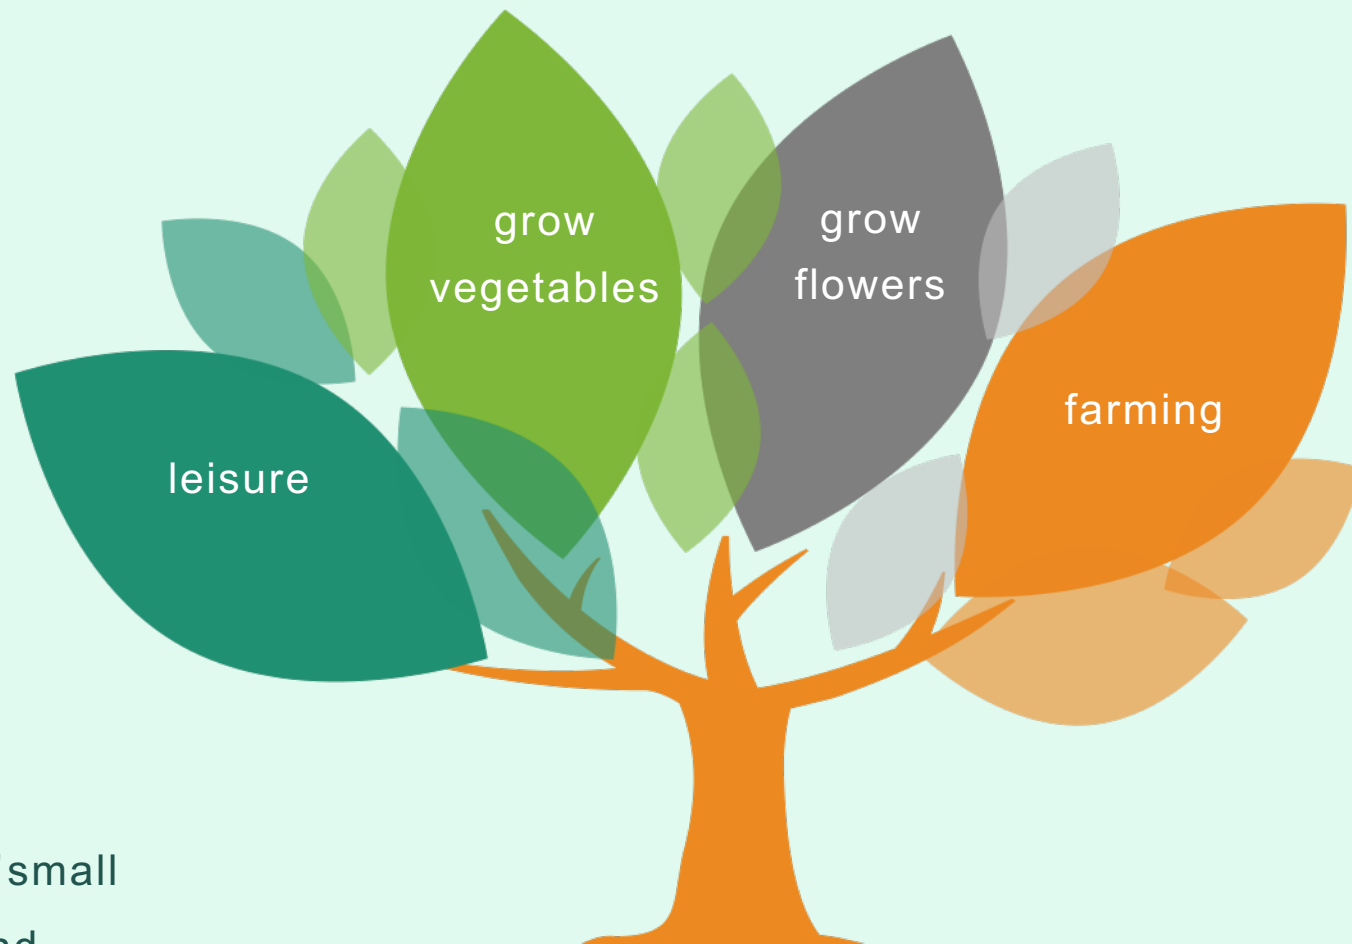 grow
vegetables
grow
flowers
farming
leisure
small